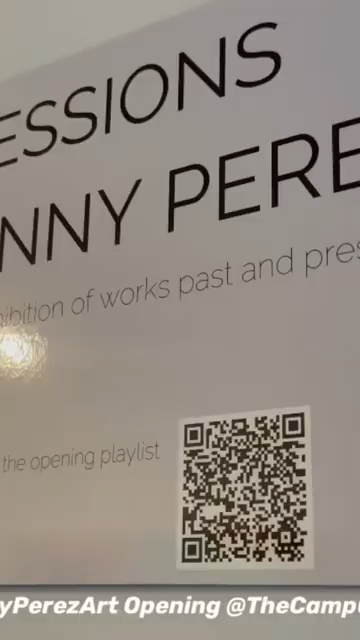 ESSIONS
NNY PERE
ibition of works past and pres
the opening playlist
yPerezArt Opening @TheCamp